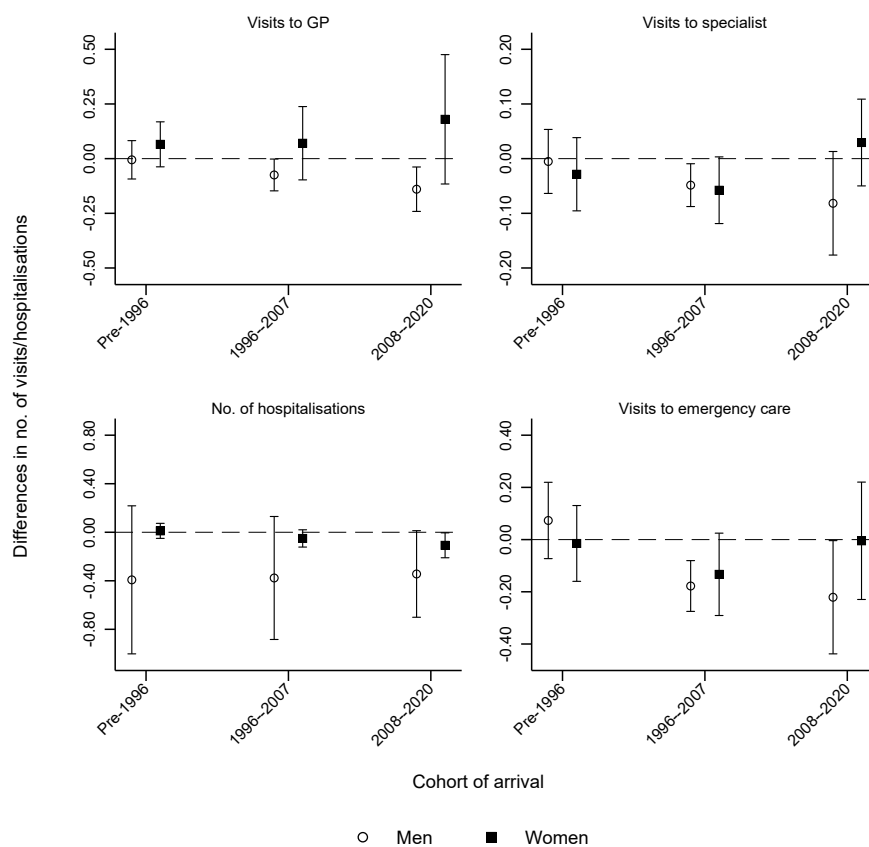 Visits to GP
Visits to specialist
0.50
0.25
0.00
-0.25
-0.50
0.20
0.10
0.00
-0.10
-0.20
Pre-1996
1996–2007
2008–2020
Pre-1996
1996–2007
2008–2020
No. of hospitalisations
Visits to emergency care
0.80
0.40
0.00
-0.40
-0.80
0.40
0.20
0.00
-0.20
-0.40
Pre-1996
1996–2007
2008–2020
Pre-1996
1996–2007
2008–2020
Differences in no. of visits/hospitalisations
Cohort of arrival
Men
Women